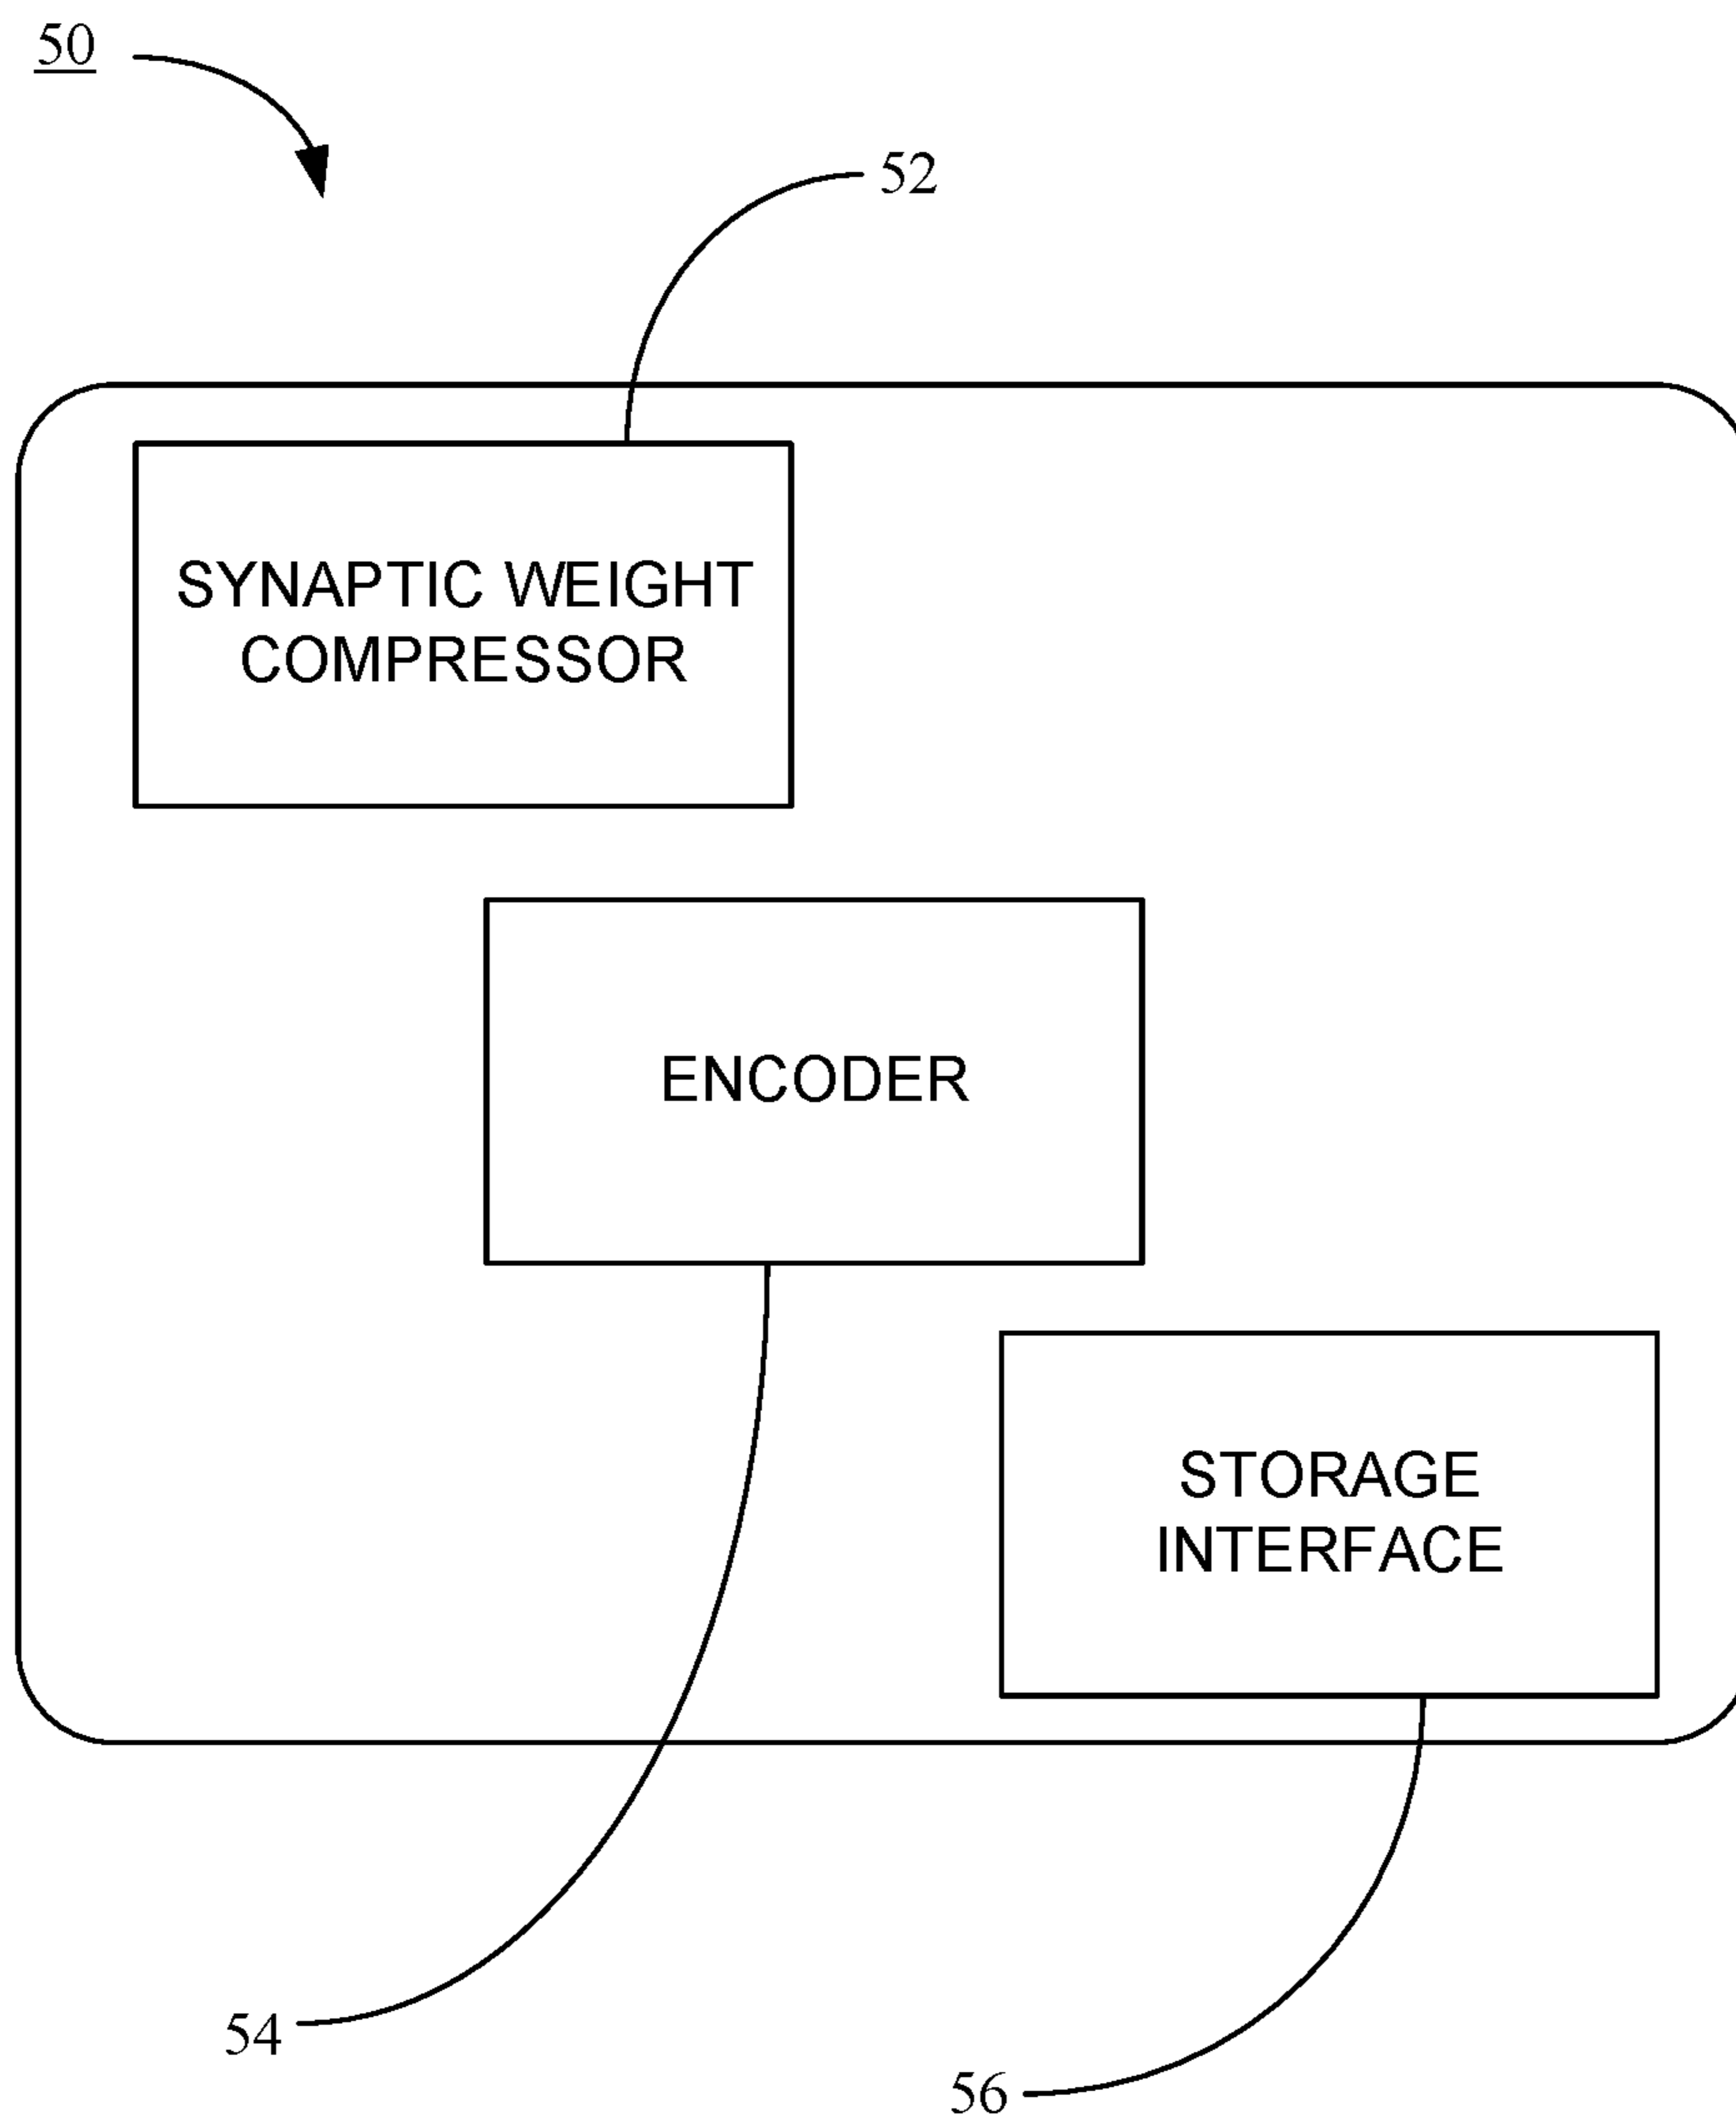 50
52
SYNAPTIC WEIGHT
COMPRESSOR
ENCODER
STORAGE
INTERFACE
54
56